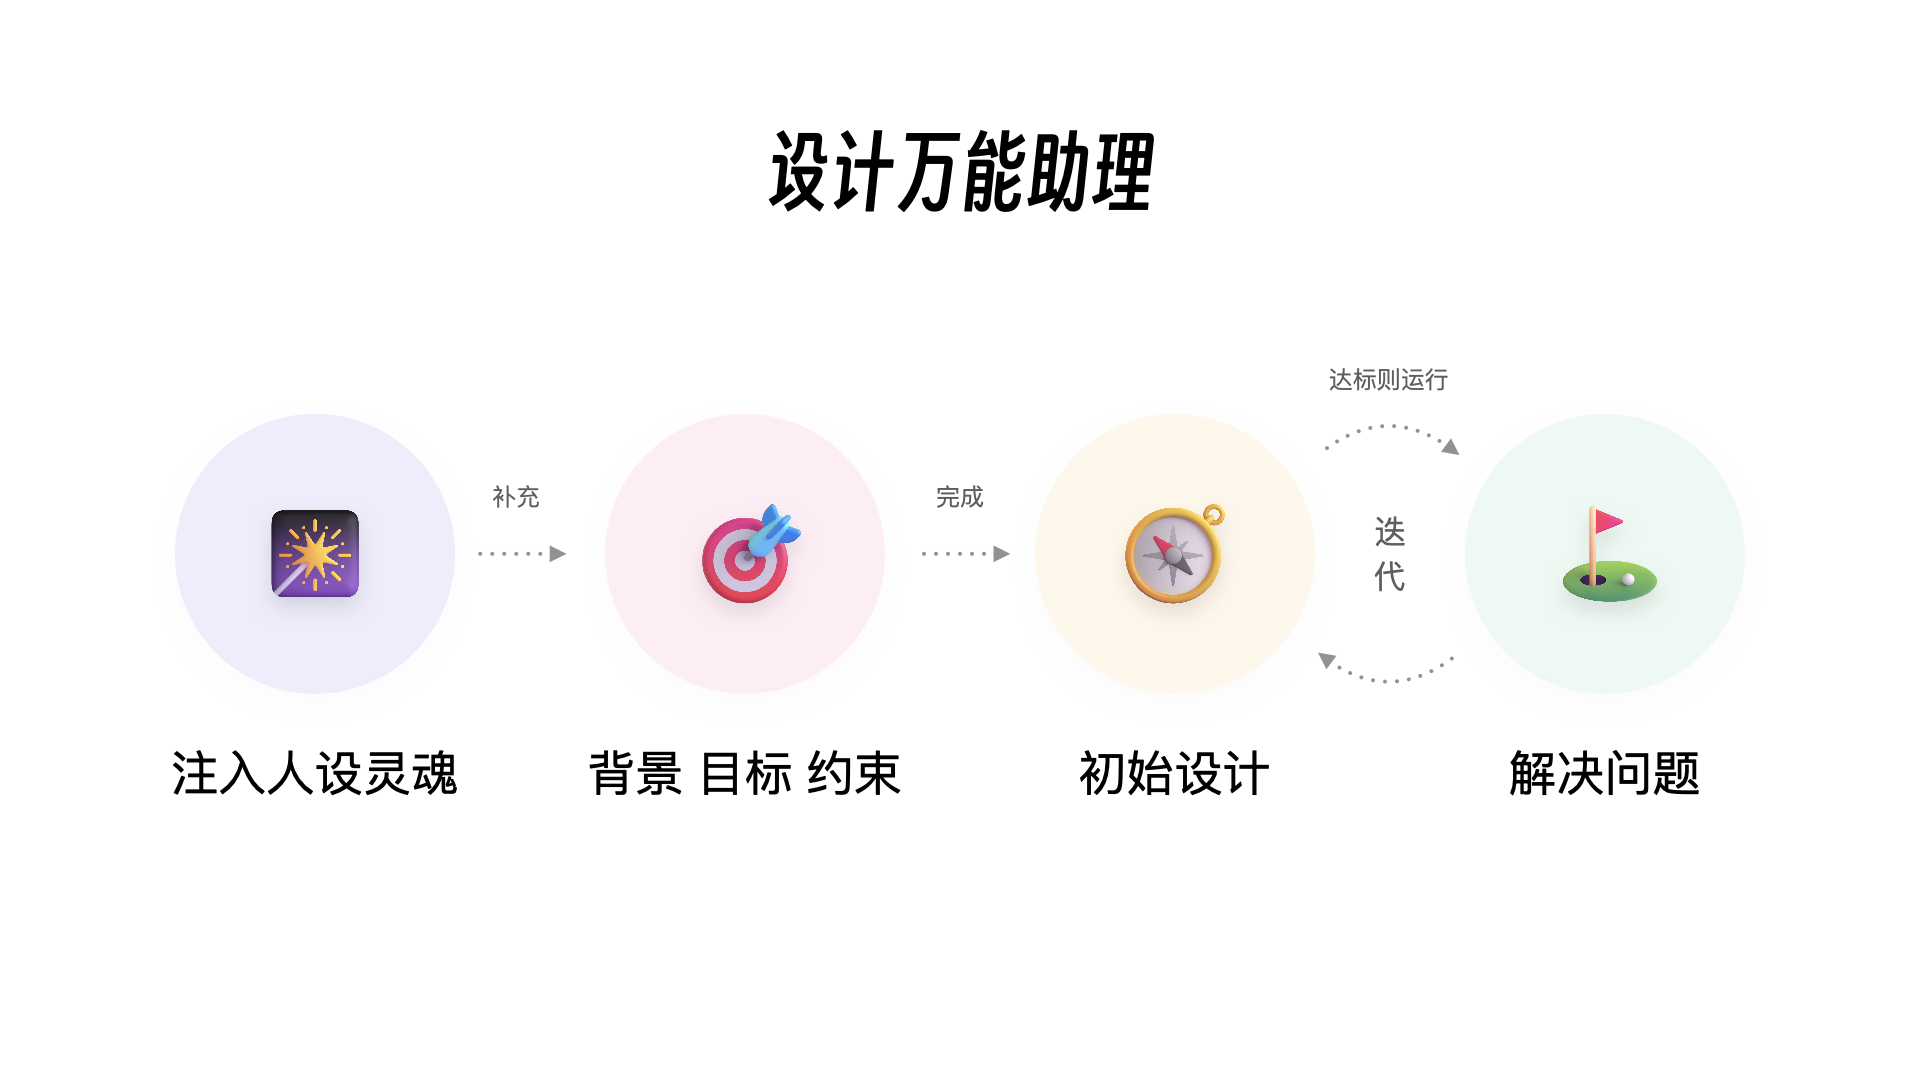 设计万能助理
达标则运行
补充
完成
迭
代
注入人设灵魂
背景 目标 约束
初始设计
解决问题